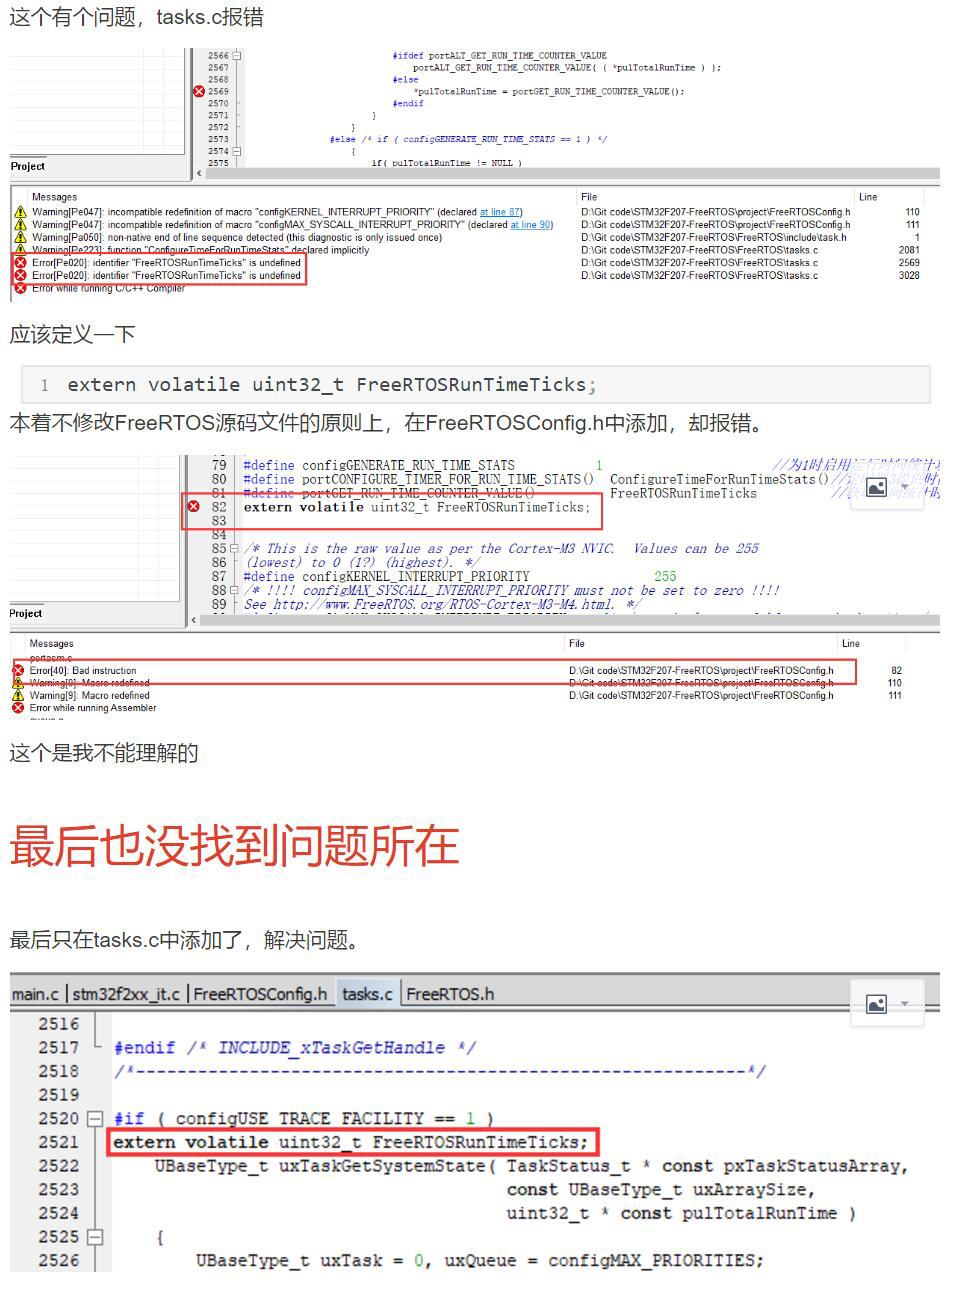 这个有个问题，tasks.c报错
2566 #ifdef portALT_GET_RUN_TIME_COUNTER_VALUE
2567 portALT_GET_RUN_TIME_COUNTER_VALUE( ( *pulTotalRunTime ) );
2568 #else
2569 *pulTotalRunTime = portGET_RUN_TIME_COUNTER_VALUE();
2570 #endif
2571 }
2572 }
2573 #else /* if ( configGENERATE_RUN_TIME_STATS == 1 ) */
2574 {
2575 if( pulTotalRunTime != NULL )
Project
Messages File Line
Warning[Pe047]: incompatible redefinition of macro "configKERNEL_INTERRUPT_PRIORITY" (declared at line 87) D:\Git code\STM32F207-FreeRTOS\project\FreeRTOSConfig.h 110
Warning[Pe047]: incompatible redefinition of macro "configMAX_SYSCALL_INTERRUPT_PRIORITY" (declared at line 90) D:\Git code\STM32F207-FreeRTOS\project\FreeRTOSConfig.h 111
Warning[Pa050]: non-native end of line sequence detected (this diagnostic is only issued once) D:\Git code\STM32F207-FreeRTOS\FreeRTOS\include\task.h 1
Warning[Pe223]: function "ConfigureTimeForRunTimeStats" declared implicitly D:\Git code\STM32F207-FreeRTOS\FreeRTOS\tasks.c 2081
Error[Pe020]: identifier "FreeRTOSRunTimeTicks" is undefined D:\Git code\STM32F207-FreeRTOS\FreeRTOS\tasks.c 2569
Error[Pe020]: identifier "FreeRTOSRunTimeTicks" is undefined D:\Git code\STM32F207-FreeRTOS\FreeRTOS\tasks.c 3028
Error while running C/C++ Compiler
应该定义一下
1 extern volatile uint32_t FreeRTOSRunTimeTicks;
本着不修改FreeRTOS源码文件的原则上，在FreeRTOSConfig.h中添加，却报错。
79 #define configGENERATE_RUN_TIME_STATS 1 //为1时启用运行时间统计
80 #define portCONFIGURE_TIMER_FOR_RUN_TIME_STATS() ConfigureTimeForRunTimeStats()//
81 #define portGET_RUN_TIME_COUNTER_VALUE() FreeRTOSRunTimeTicks //
82 extern volatile uint32_t FreeRTOSRunTimeTicks;
83
84
85 /* This is the raw value as per the Cortex-M3 NVIC. Values can be 255
86 (lowest) to 0 (1?) (highest). */
87 #define configKERNEL_INTERRUPT_PRIORITY 255
88 /* !!!! configMAX_SYSCALL_INTERRUPT_PRIORITY must not be set to zero !!!!
89 See http://www.FreeRTOS.org/RTOS-Cortex-M3-M4.html. */
Project
Messages File Line
portasm.c
Error[40]: Bad instruction D:\Git code\STM32F207-FreeRTOS\project\FreeRTOSConfig.h 82
Warning[9]: Macro redefined D:\Git code\STM32F207-FreeRTOS\project\FreeRTOSConfig.h 110
Warning[9]: Macro redefined D:\Git code\STM32F207-FreeRTOS\project\FreeRTOSConfig.h 111
Error while running Assembler
这个是我不能理解的
最后也没找到问题所在
最后只在tasks.c中添加了，解决问题。
main.c stm32f2xx_it.c FreeRTOSConfig.h tasks.c FreeRTOS.h
2516
2517 #endif /* INCLUDE_xTaskGetHandle */
2518 /*-----------------------------------------------------------*/
2519
2520 #if ( configUSE_TRACE_FACILITY == 1 )
2521 extern volatile uint32_t FreeRTOSRunTimeTicks;
2522 UBaseType_t uxTaskGetSystemState( TaskStatus_t * const pxTaskStatusArray,
2523 const UBaseType_t uxArraySize,
2524 uint32_t * const pulTotalRunTime )
2525 {
2526 UBaseType_t uxTask = 0, uxQueue = configMAX_PRIORITIES;